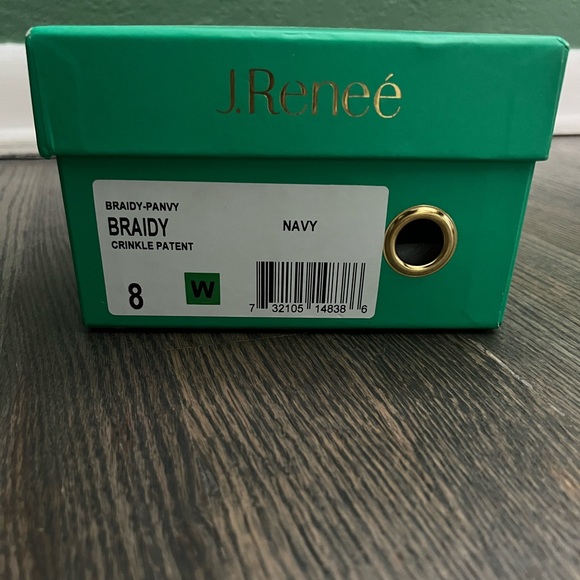 J.Reneé
BRAIDY-PANVY
BRAIDY NAVY
CRINKLE PATENT
8 W
7 32105 14838 6